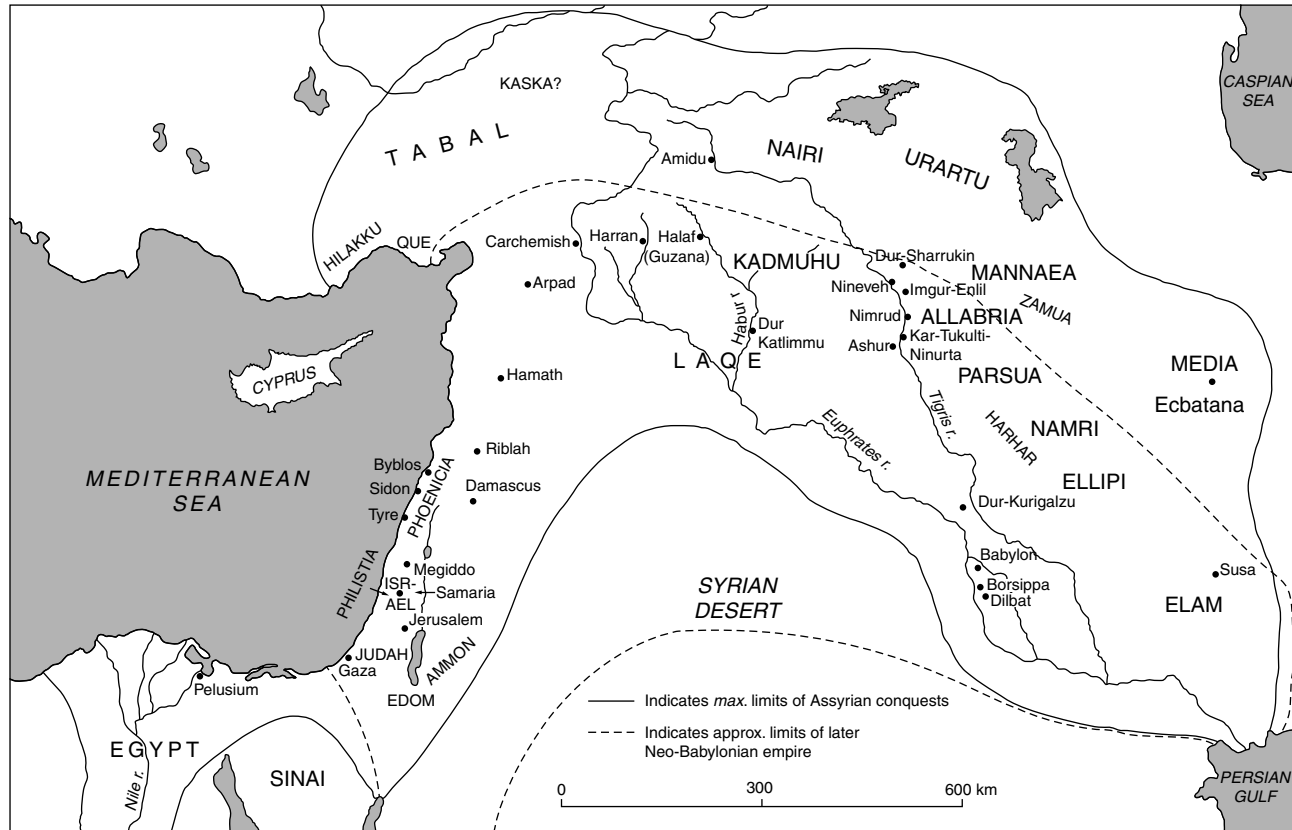 KASKA?
CASPIAN
SEA
TABAL
Amidu
NAIRI
URARTU
HILAKKU
QUE
Carchemish
Harran
Halaf
(Guzana)
KADMUHU
Dur-Sharrukin
MANNAEA
Arpad
Nineveh
Imgur-Enlil
ZAMUA
Habur r
Nimrud
ALLABRIA
Dur
Katlimmu
Kar-Tukulti-
Ninurta
Ashur
LAQE
CYPRUS
Hamath
PARSUA
MEDIA
Ecbatana
Tigris r.
Euphrates r.
HARHAR
NAMRI
Riblah
Byblos
MEDITERRANEAN
SEA
Sidon
PHOENICIA
Damascus
ELLIPI
Tyre
Dur-Kurigalzu
Megiddo
Babylon
Susa
PHILISTIA
ISR-
AEL
Samaria
SYRIAN
DESERT
Borsippa
Dilbat
ELAM
Jerusalem
JUDAH
Gaza
AMMON
Pelusium
EDOM
Indicates max. limits of Assyrian conquests
Indicates approx. limits of later
Neo-Babylonian empire
EGYPT
Nile r.
SINAI
PERSIAN
GULF
0 300 600 km